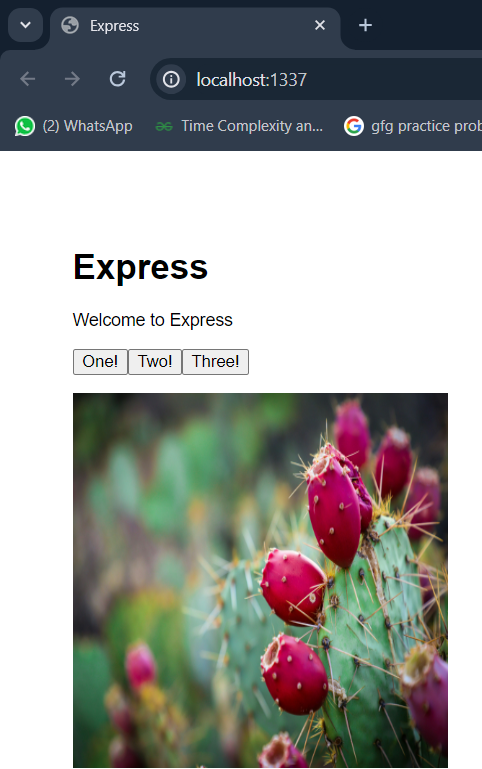 Express
localhost:1337
(2) WhatsApp Time Complexity an... gfg practice prob
Express
Welcome to Express
One! Two! Three!